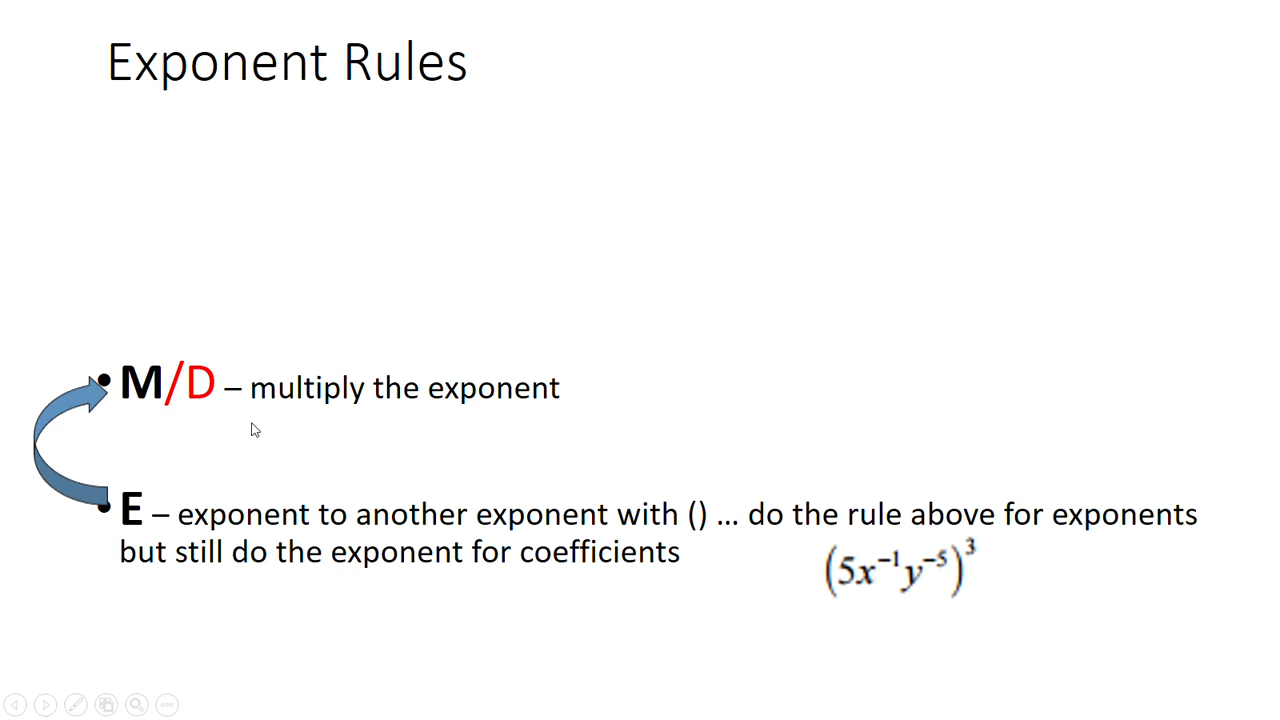 Exponent Rules
• M/D – multiply the exponent
• E – exponent to another exponent with () … do the rule above for exponents
but still do the exponent for coefficients
(5x⁻¹y⁻⁵)³